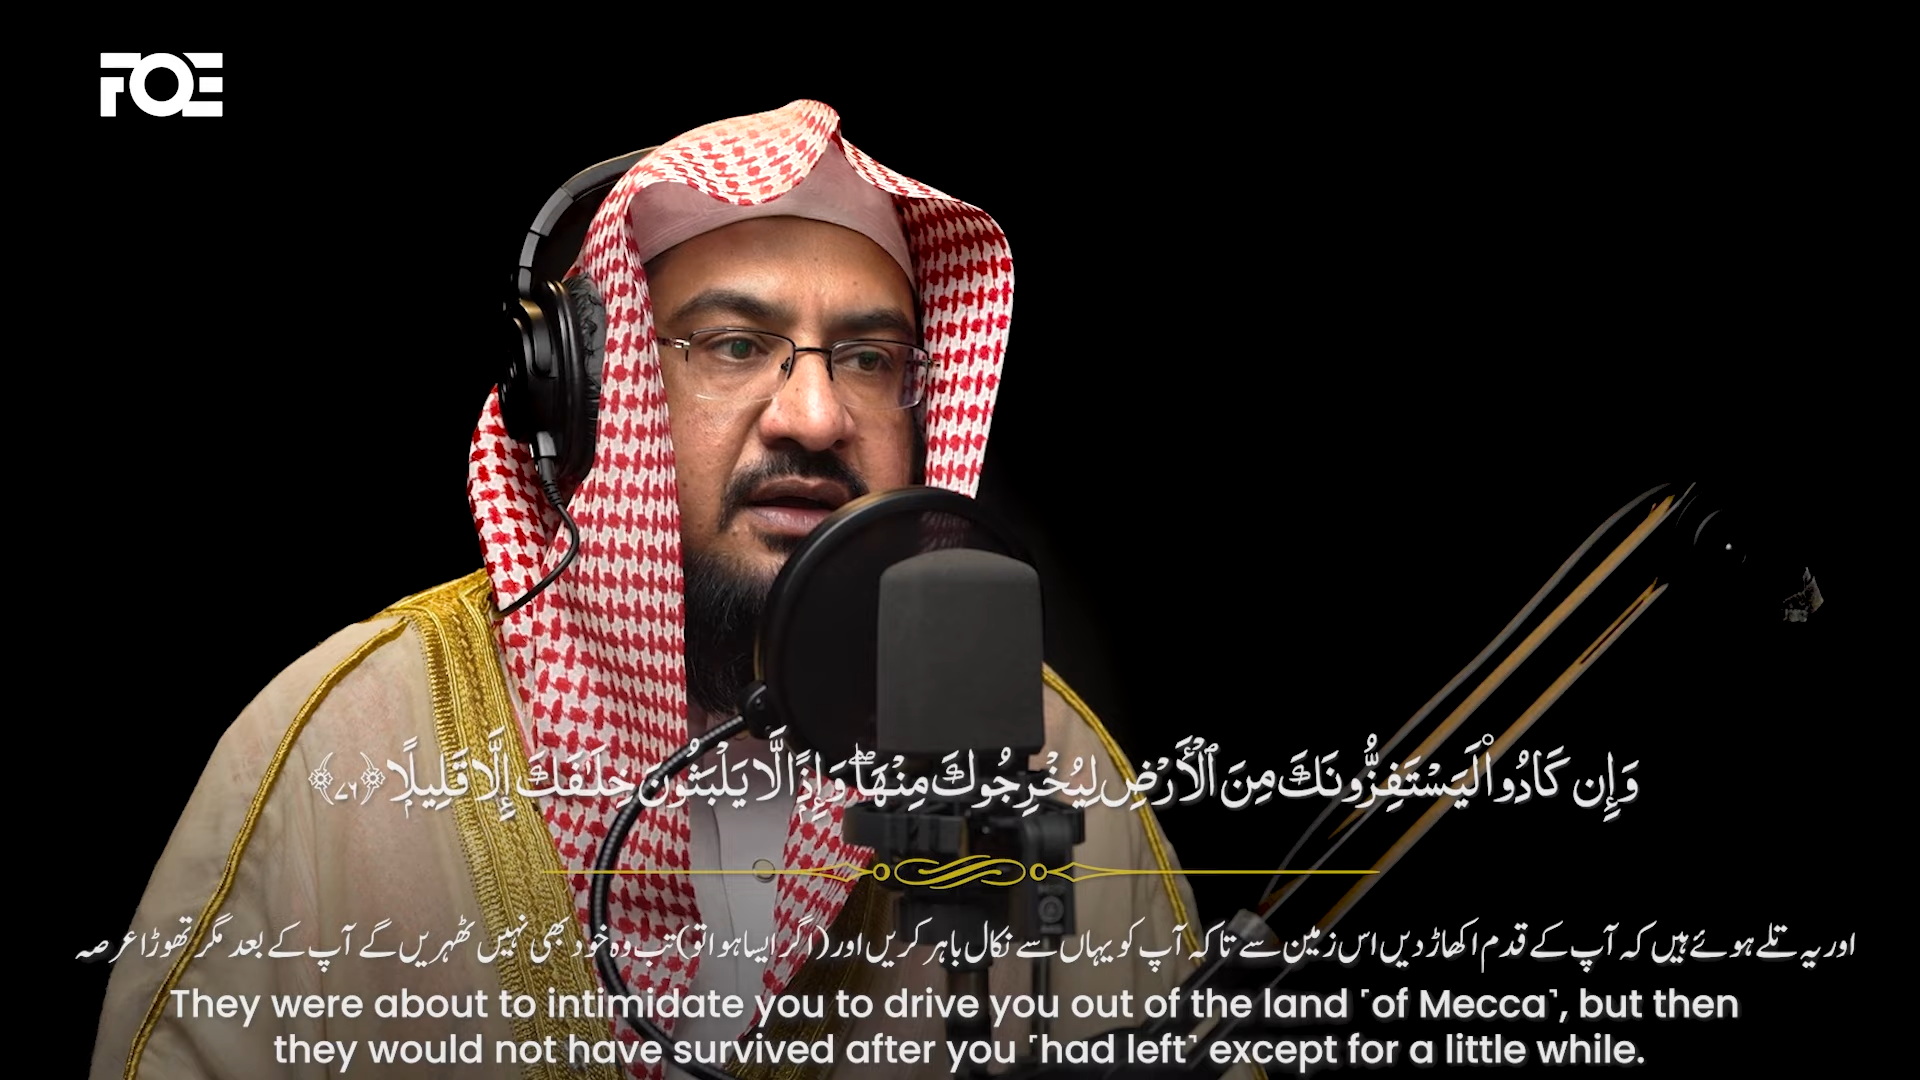 FOE
وَإِن كَادُوا۟ لَيَسْتَفِزُّونَكَ مِنَ ٱلْأَرْضِ لِيُخْرِجُوكَ مِنْهَا ۖ وَإِذًۭا لَّا يَلْبَثُونَ خِلَـٰفَكَ إِلَّا قَلِيلًۭا ﴿٧٦﴾
اور یہ تلے ہوئے ہیں کہ آپ کے قدم اکھاڑ دیں اس زمین سے تاکہ آپ کو یہاں سے نکال باہر کریں اور (اگر ایسا ہوا تو) تب وہ خود بھی نہیں ٹھہریں گے آپ کے بعد مگر تھوڑا عرصہ
They were about to intimidate you to drive you out of the land ˹of Mecca˺, but then
they would not have survived after you ˹had left˺ except for a little while.